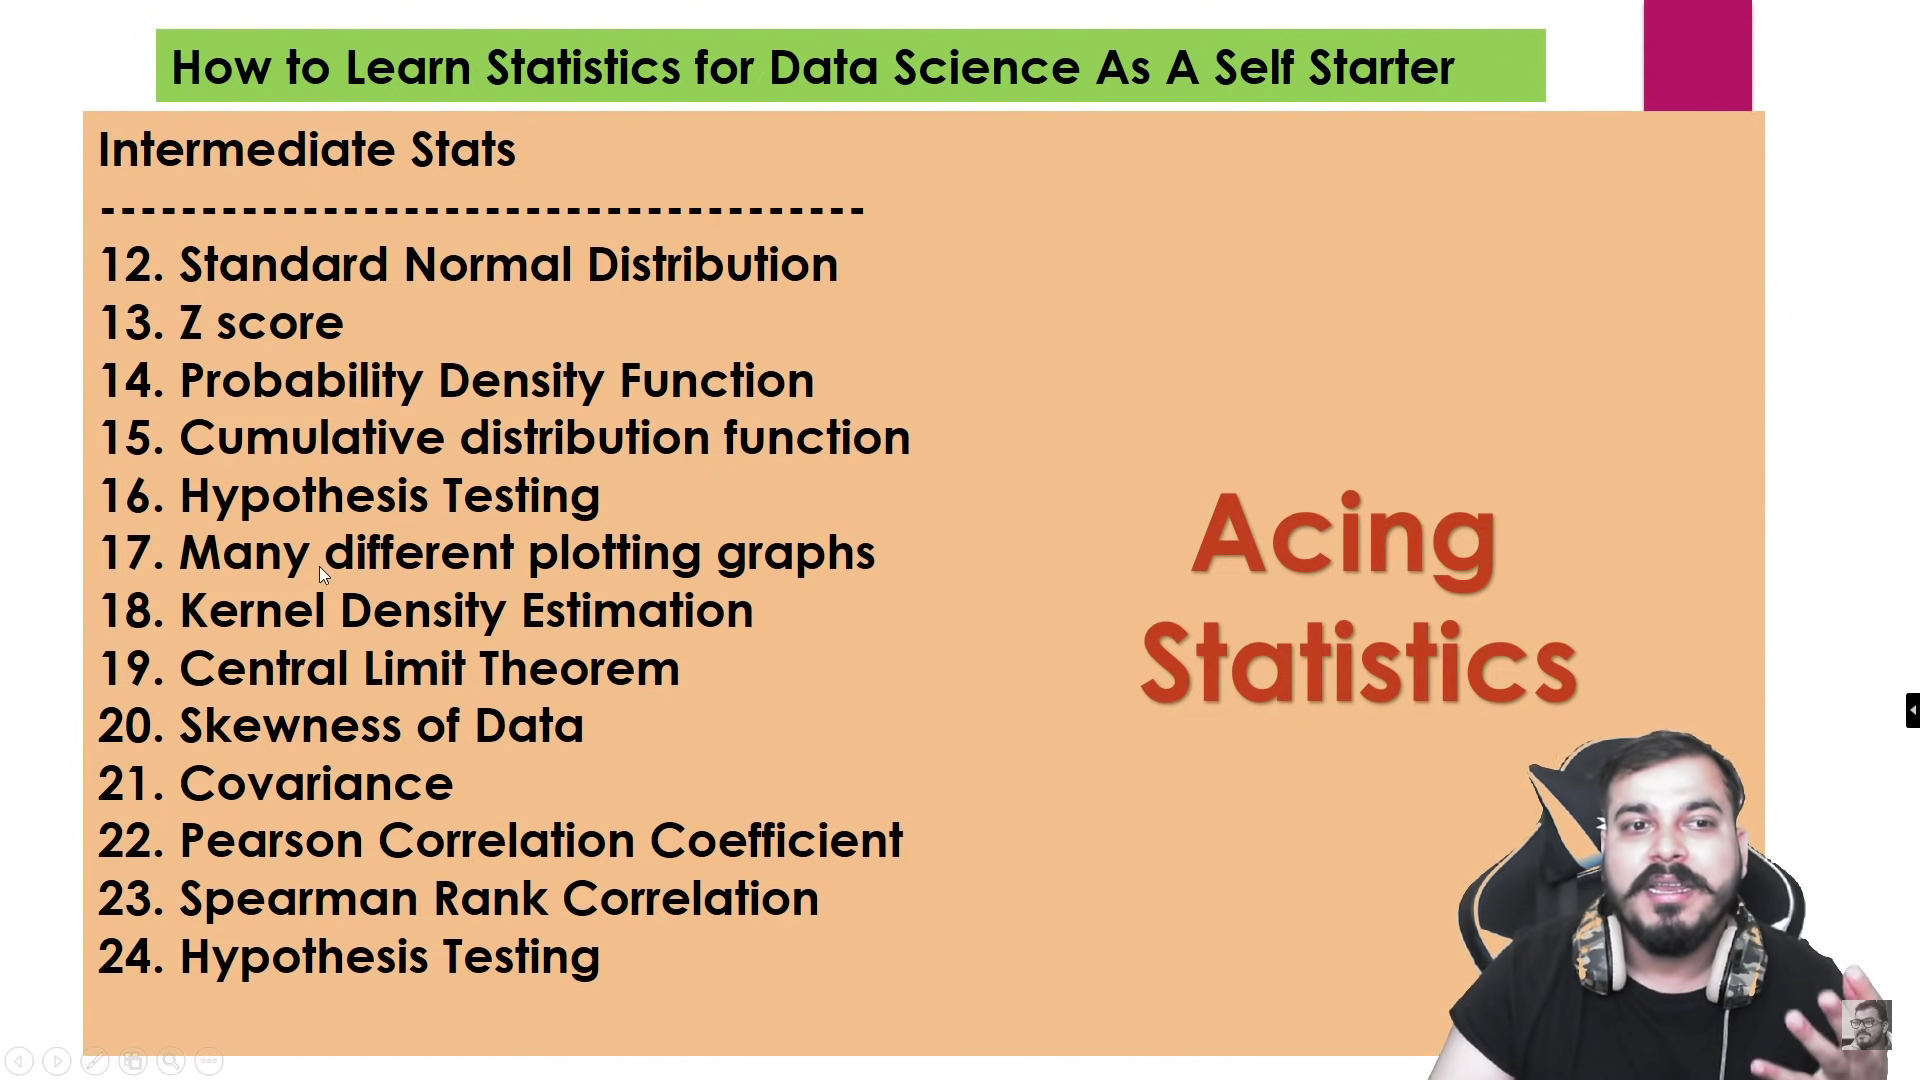 How to Learn Statistics for Data Science As A Self Starter
Intermediate Stats
--------------------------------------
12. Standard Normal Distribution
13. Z score
14. Probability Density Function
15. Cumulative distribution function
16. Hypothesis Testing
17. Many different plotting graphs
18. Kernel Density Estimation
19. Central Limit Theorem
20. Skewness of Data
21. Covariance
22. Pearson Correlation Coefficient
23. Spearman Rank Correlation
24. Hypothesis Testing
Acing
Statistics